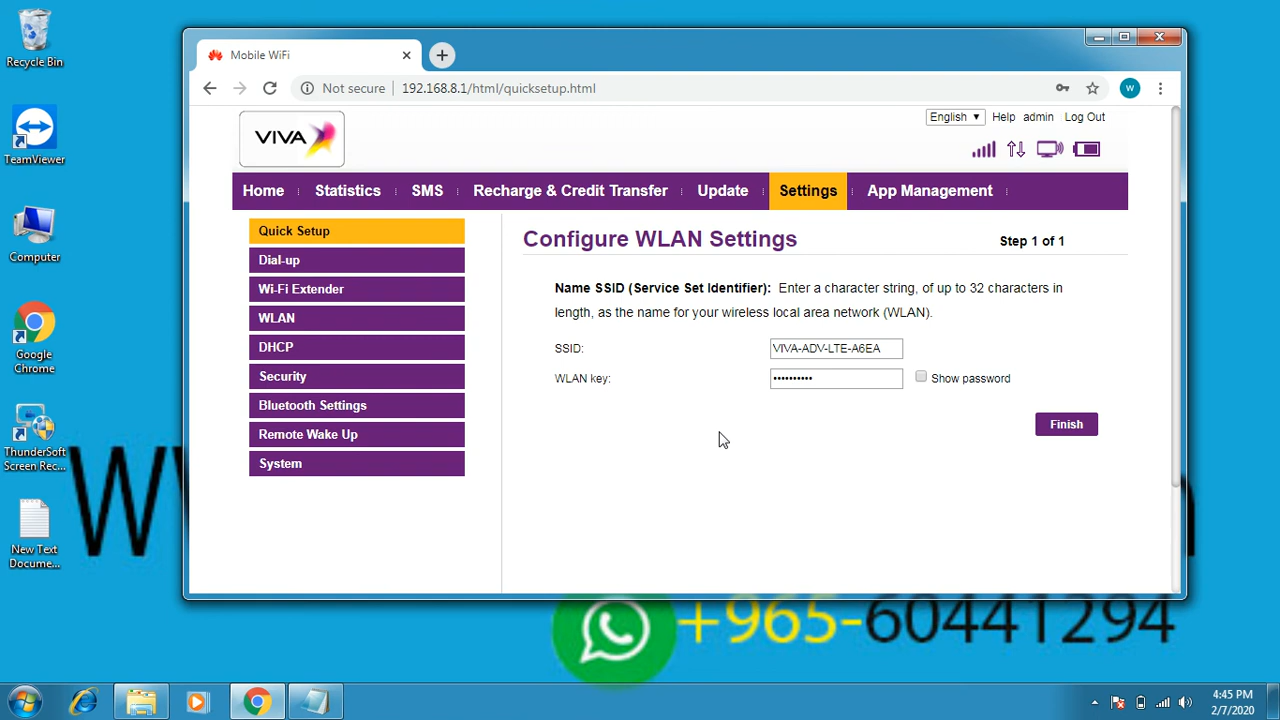 Recycle Bin
TeamViewer
Computer
Google
Chrome
ThunderSoft
Screen Rec...
New Text
Docume...
Mobile WiFi
Not secure
192.168.8.1/html/quicksetup.html
W
VIVA
English
Help
admin
Log Out
Home
Statistics
SMS
Recharge & Credit Transfer
Update
Settings
App Management
Quick Setup
Dial-up
Wi-Fi Extender
WLAN
DHCP
Security
Bluetooth Settings
Remote Wake Up
System
Configure WLAN Settings
Step 1 of 1
Name SSID (Service Set Identifier): Enter a character string, of up to 32 characters in
length, as the name for your wireless local area network (WLAN).
SSID:
VIVA-ADV-LTE-A6EA
WLAN key:
••••••••••
Show password
Finish
+965-60441294
4:45 PM
2/7/2020